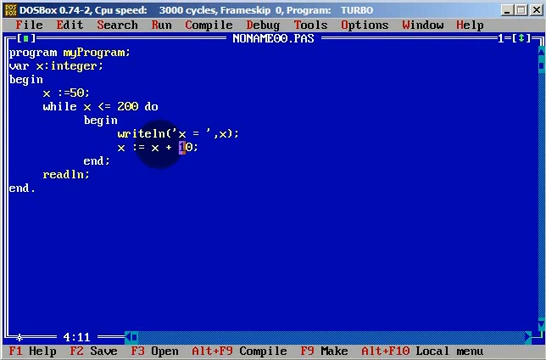 DOSBox 0.74-2, Cpu speed: 3000 cycles, Frameskip 0, Program: TURBO
File Edit Search Run Compile Debug Tools Options Window Help
NONAME00.PAS 1
program myProgram;
var x:integer;
begin
x :=50;
while x <= 200 do
begin
writeln('x = ',x);
x := x + 10;
end;
readln;
end.
4:11
F1 Help F2 Save F3 Open Alt+F9 Compile F9 Make Alt+F10 Local menu